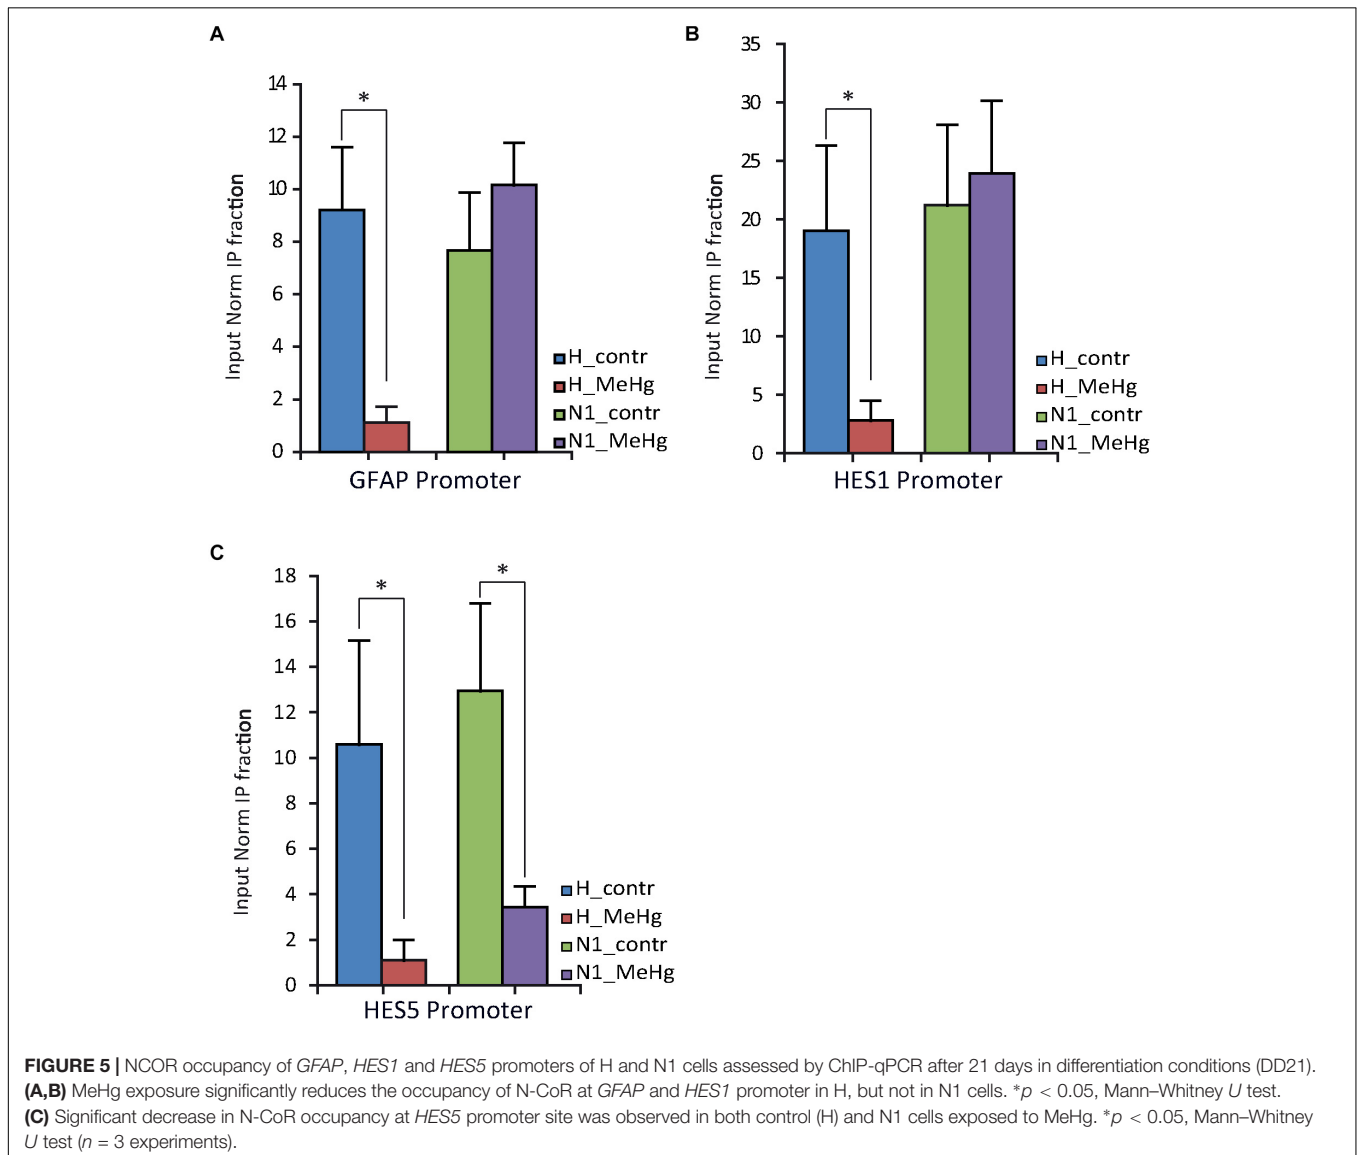 A
14
12
10
8
6
4
2
0
Input Norm IP fraction
*
H_contr
H_MeHg
N1_contr
N1_MeHg
GFAP Promoter
B
35
30
25
20
15
10
5
0
Input Norm IP fraction
*
H_contr
H_MeHg
N1_contr
N1_MeHg
HES1 Promoter
C
18
16
14
12
10
8
6
4
2
0
Input Norm IP fraction
*
*
H_contr
H_MeHg
N1_contr
N1_MeHg
HES5 Promoter
FIGURE 5 | NCOR occupancy of GFAP, HES1 and HES5 promoters of H and N1 cells assessed by ChIP-qPCR after 21 days in differentiation conditions (DD21).
(A,B) MeHg exposure significantly reduces the occupancy of N-CoR at GFAP and HES1 promoter in H, but not in N1 cells. *p < 0.05, Mann–Whitney U test.
(C) Significant decrease in N-CoR occupancy at HES5 promoter site was observed in both control (H) and N1 cells exposed to MeHg. *p < 0.05, Mann–Whitney
U test (n = 3 experiments).